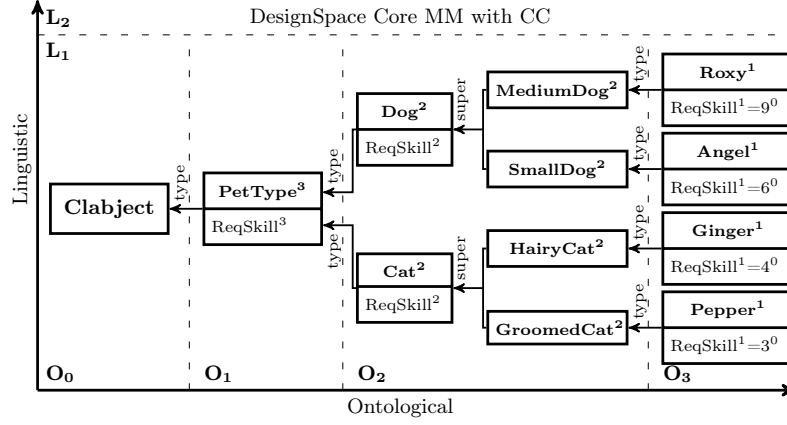 L₂
DesignSpace Core MM with CC
L₁
Linguistic
Clabject
type
PetType³
ReqSkill³
type
type
Dog²
ReqSkill²
super
Cat²
ReqSkill²
super
MediumDog²
SmallDog²
HairyCat²
GroomedCat²
type
type
type
type
Roxy¹
ReqSkill¹=9⁰
Angel¹
ReqSkill¹=6⁰
Ginger¹
ReqSkill¹=4⁰
Pepper¹
ReqSkill¹=3⁰
O₀
O₁
O₂
O₃
Ontological